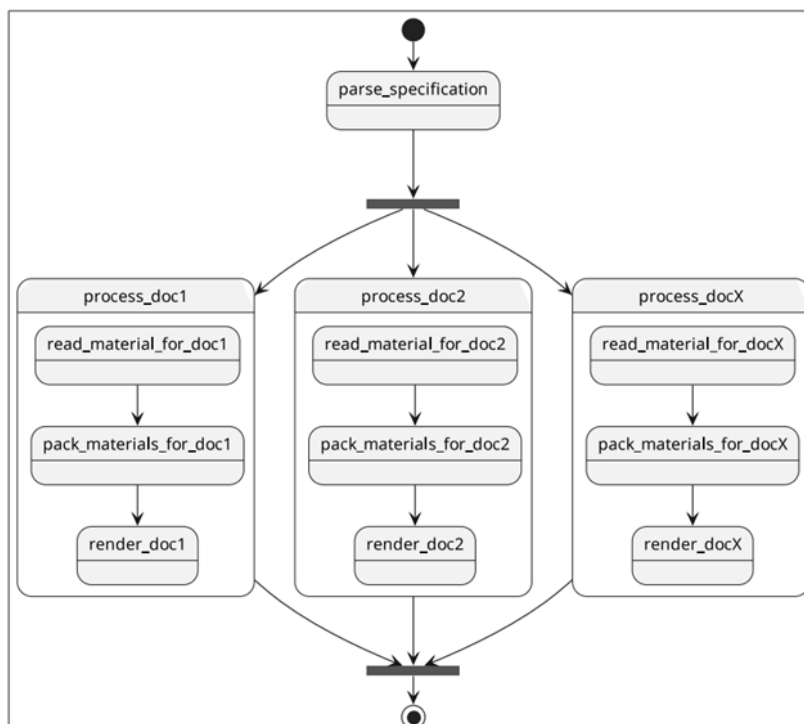 parse_specification
process_doc1
process_doc2
process_docX
read_material_for_doc1
read_material_for_doc2
read_material_for_docX
pack_materials_for_doc1
pack_materials_for_doc2
pack_materials_for_docX
render_doc1
render_doc2
render_docX